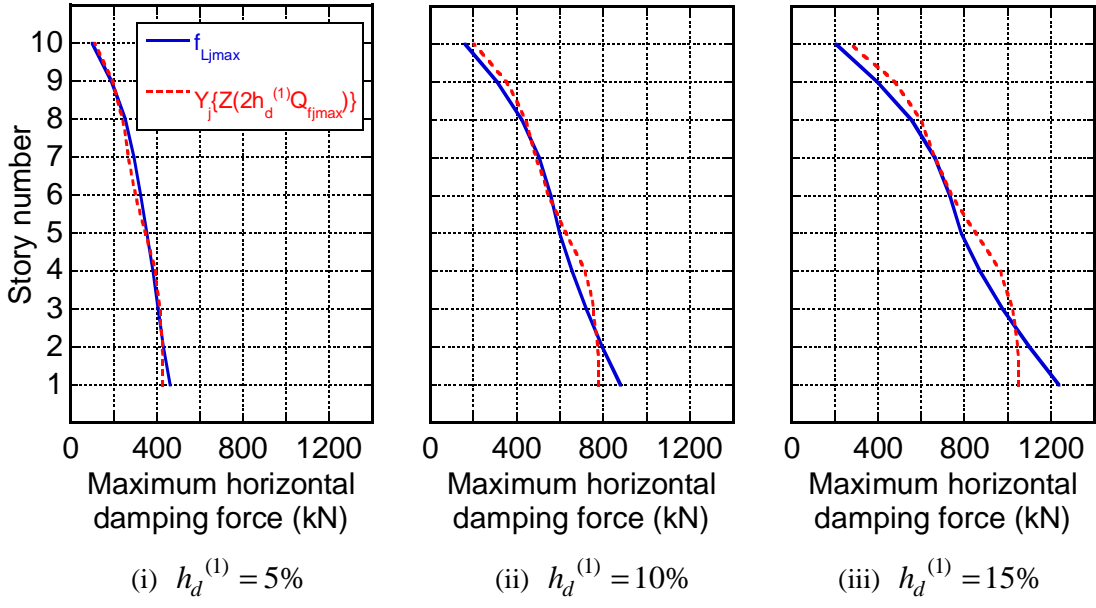 Story number
10
9
8
7
6
5
4
3
2
1
f_Ljmax
Y_j{Z(2h_d^(1)Q_fjmax)}
0 400 800 1200
0 400 800 1200
0 400 800 1200
Maximum horizontal
damping force (kN)
Maximum horizontal
damping force (kN)
Maximum horizontal
damping force (kN)
(i) h_d^(1) = 5%
(ii) h_d^(1) = 10%
(iii) h_d^(1) = 15%